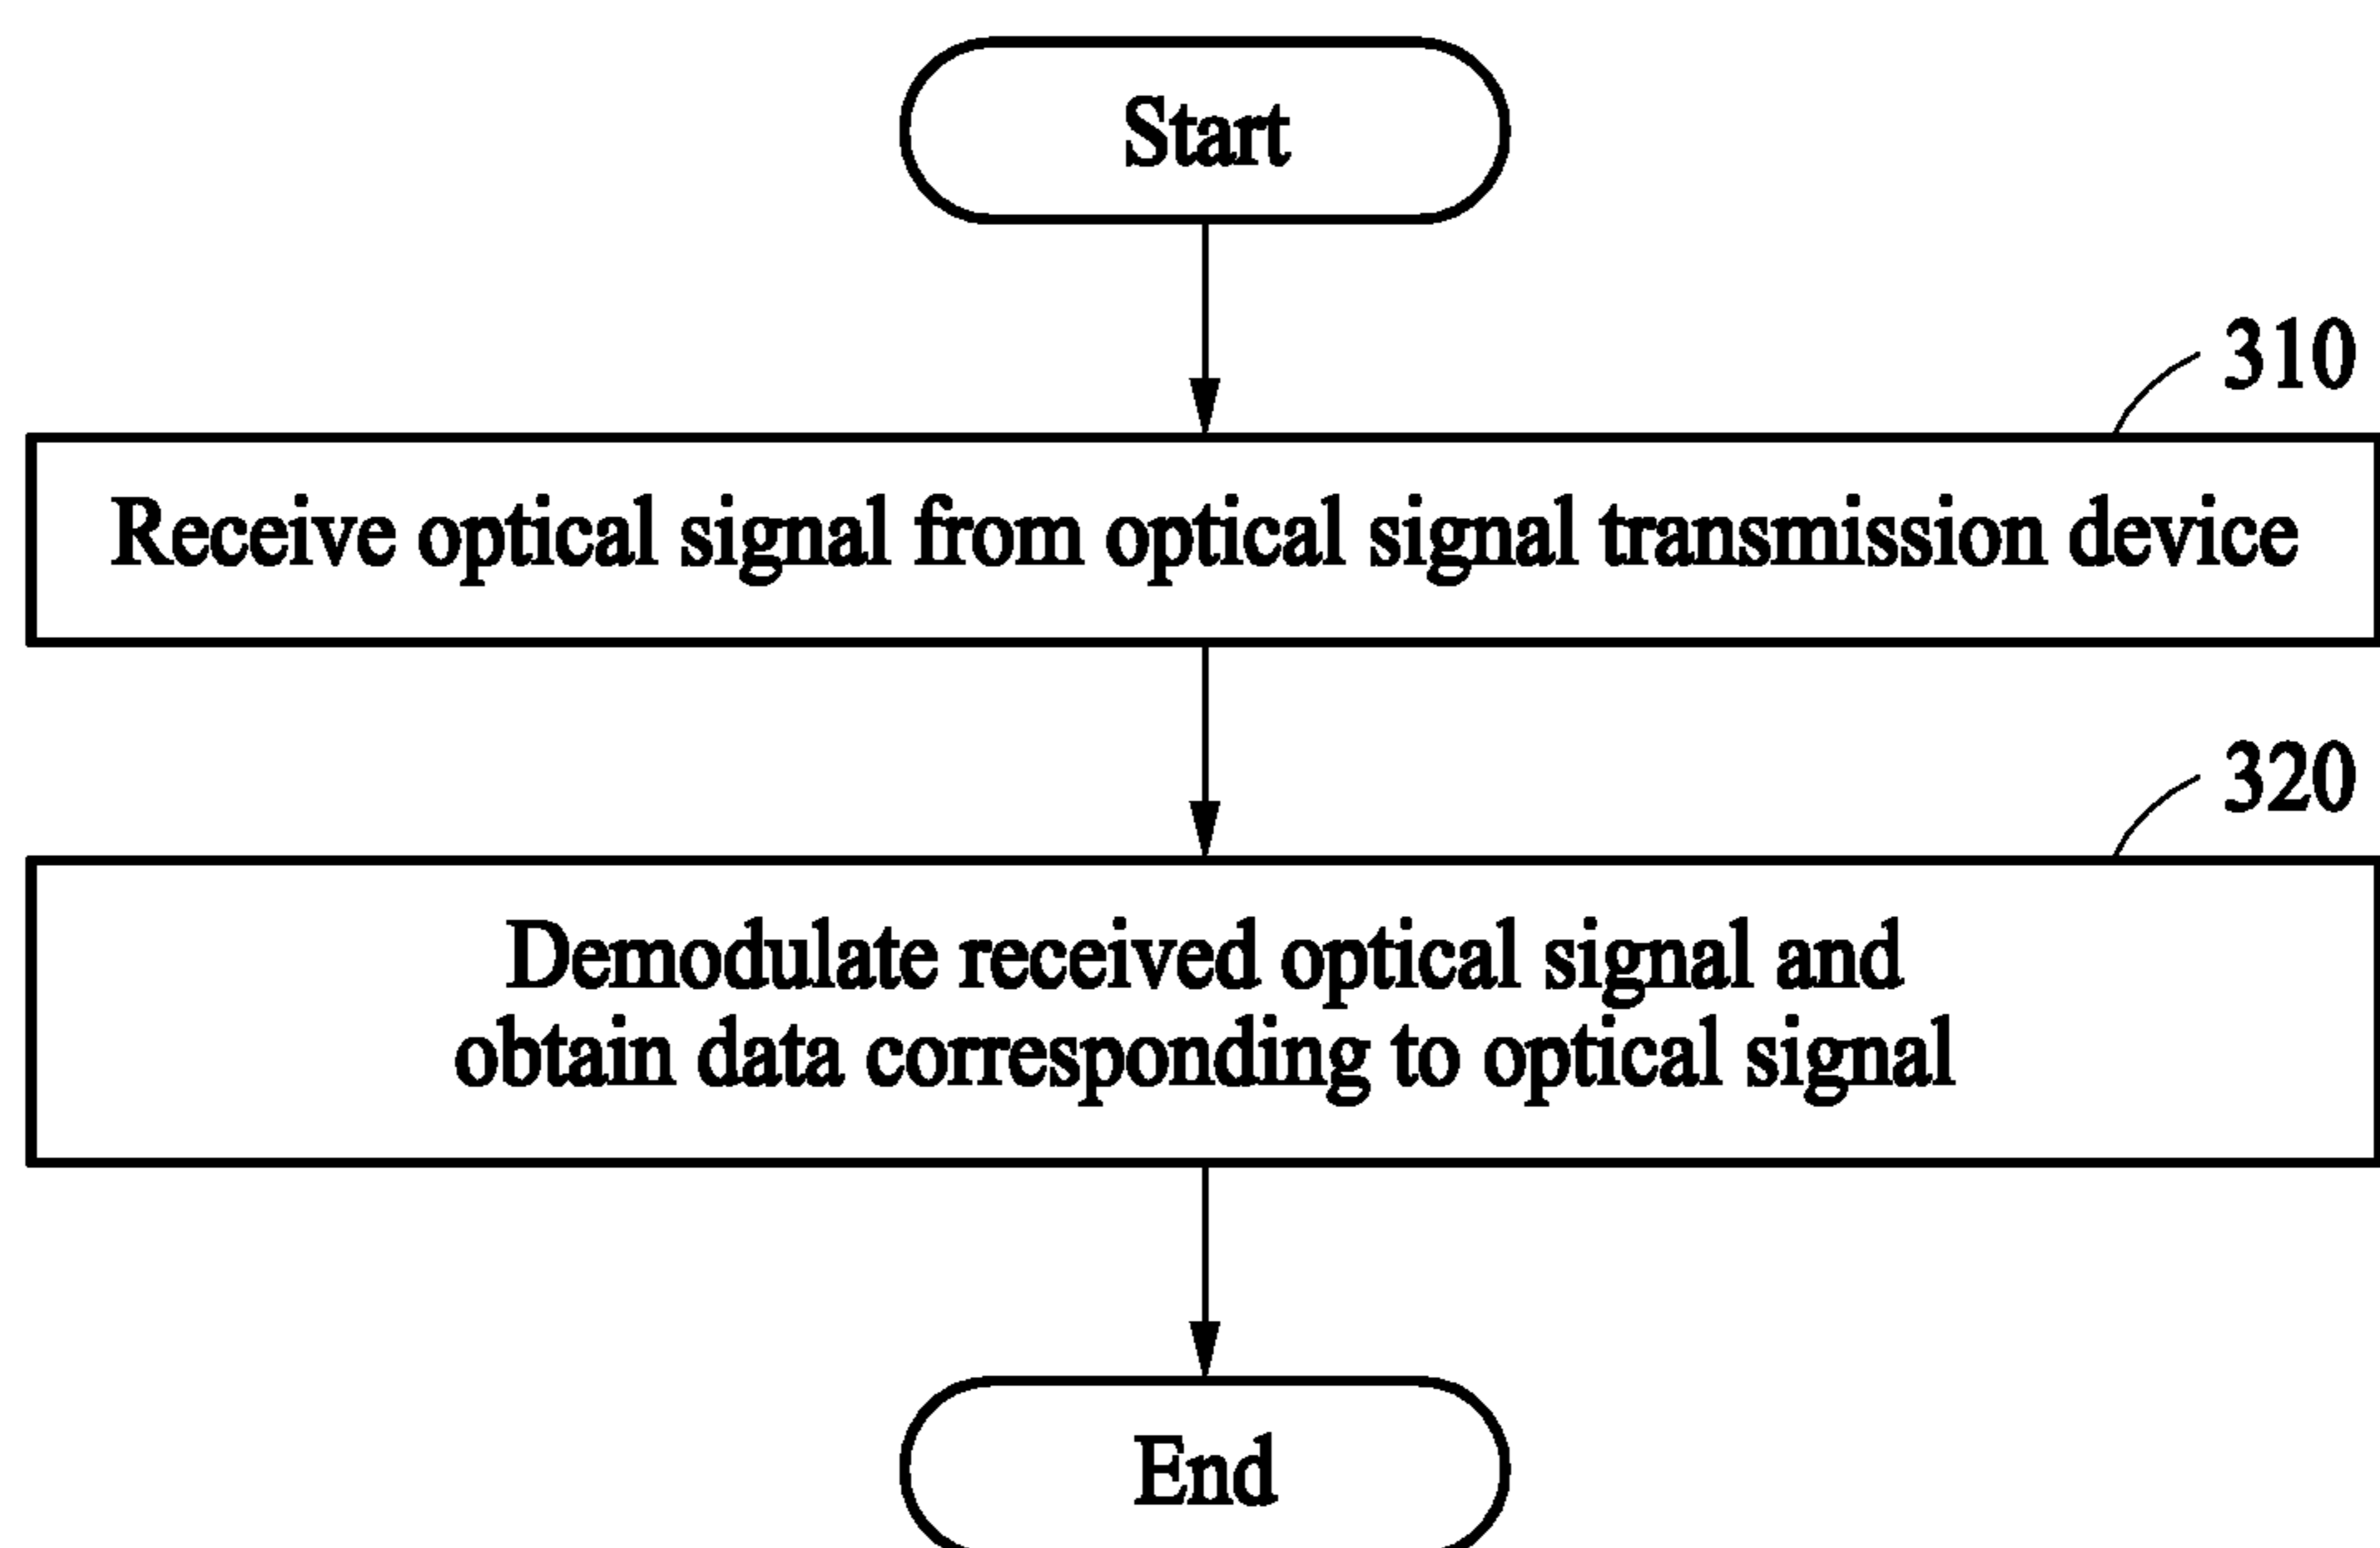 Start
310
Receive optical signal from optical signal transmission device
320
Demodulate received optical signal and
obtain data corresponding to optical signal
End